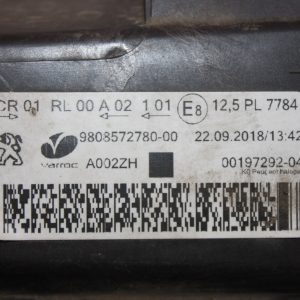 CR 01 RL 00 A 02 1 01 E8 12,5 PL 7784
varroc 9808572780-00 22.09.2018/13:42
A002ZH 00197292-04